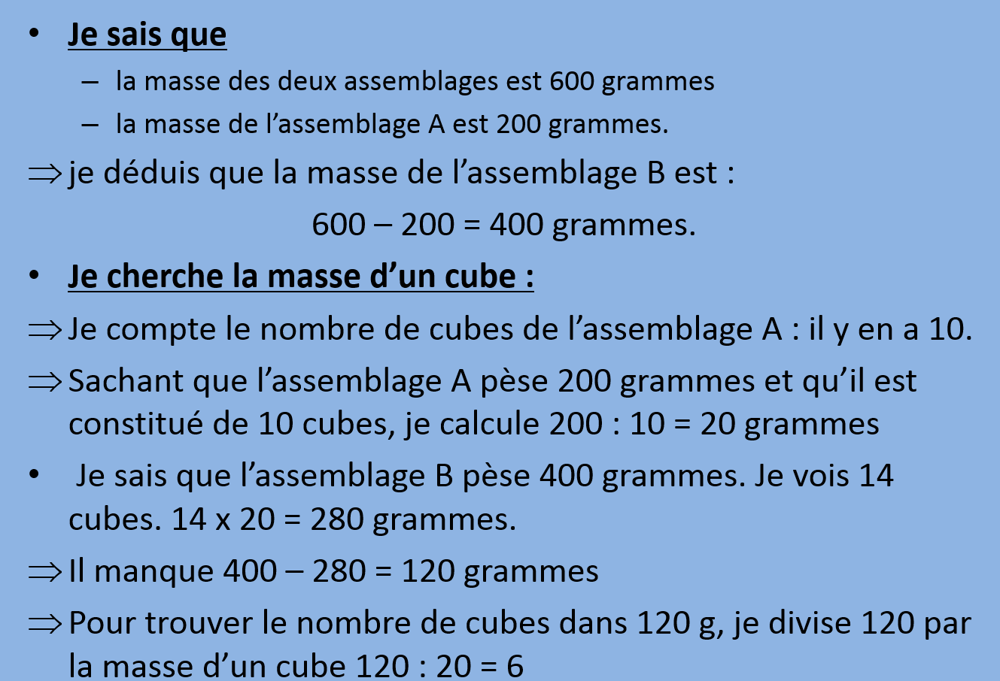 • Je sais que
– la masse des deux assemblages est 600 grammes
– la masse de l’assemblage A est 200 grammes.
⇒ je déduis que la masse de l’assemblage B est :
600 – 200 = 400 grammes.
• Je cherche la masse d’un cube :
⇒ Je compte le nombre de cubes de l’assemblage A : il y en a 10.
⇒ Sachant que l’assemblage A pèse 200 grammes et qu’il est
constitué de 10 cubes, je calcule 200 : 10 = 20 grammes
• Je sais que l’assemblage B pèse 400 grammes. Je vois 14
cubes. 14 x 20 = 280 grammes.
⇒ Il manque 400 – 280 = 120 grammes
⇒ Pour trouver le nombre de cubes dans 120 g, je divise 120 par
la masse d’un cube 120 : 20 = 6